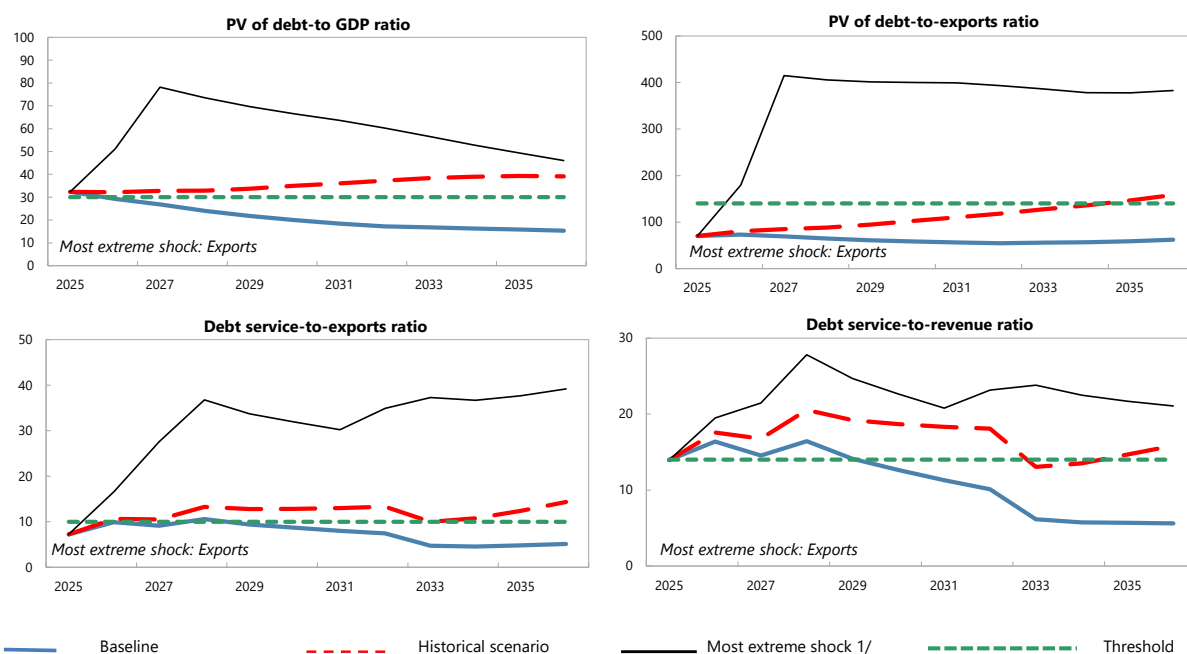 PV of debt-to GDP ratio
100
90
80
70
60
50
40
30
20
10
0
Most extreme shock: Exports
2025 2027 2029 2031 2033 2035
PV of debt-to-exports ratio
500
400
300
200
100
0
Most extreme shock: Exports
2025 2027 2029 2031 2033 2035
Debt service-to-exports ratio
50
40
30
20
10
0
Most extreme shock: Exports
2025 2027 2029 2031 2033 2035
Debt service-to-revenue ratio
30
20
10
0
Most extreme shock: Exports
2025 2027 2029 2031 2033 2035
Baseline Historical scenario Most extreme shock 1/ Threshold